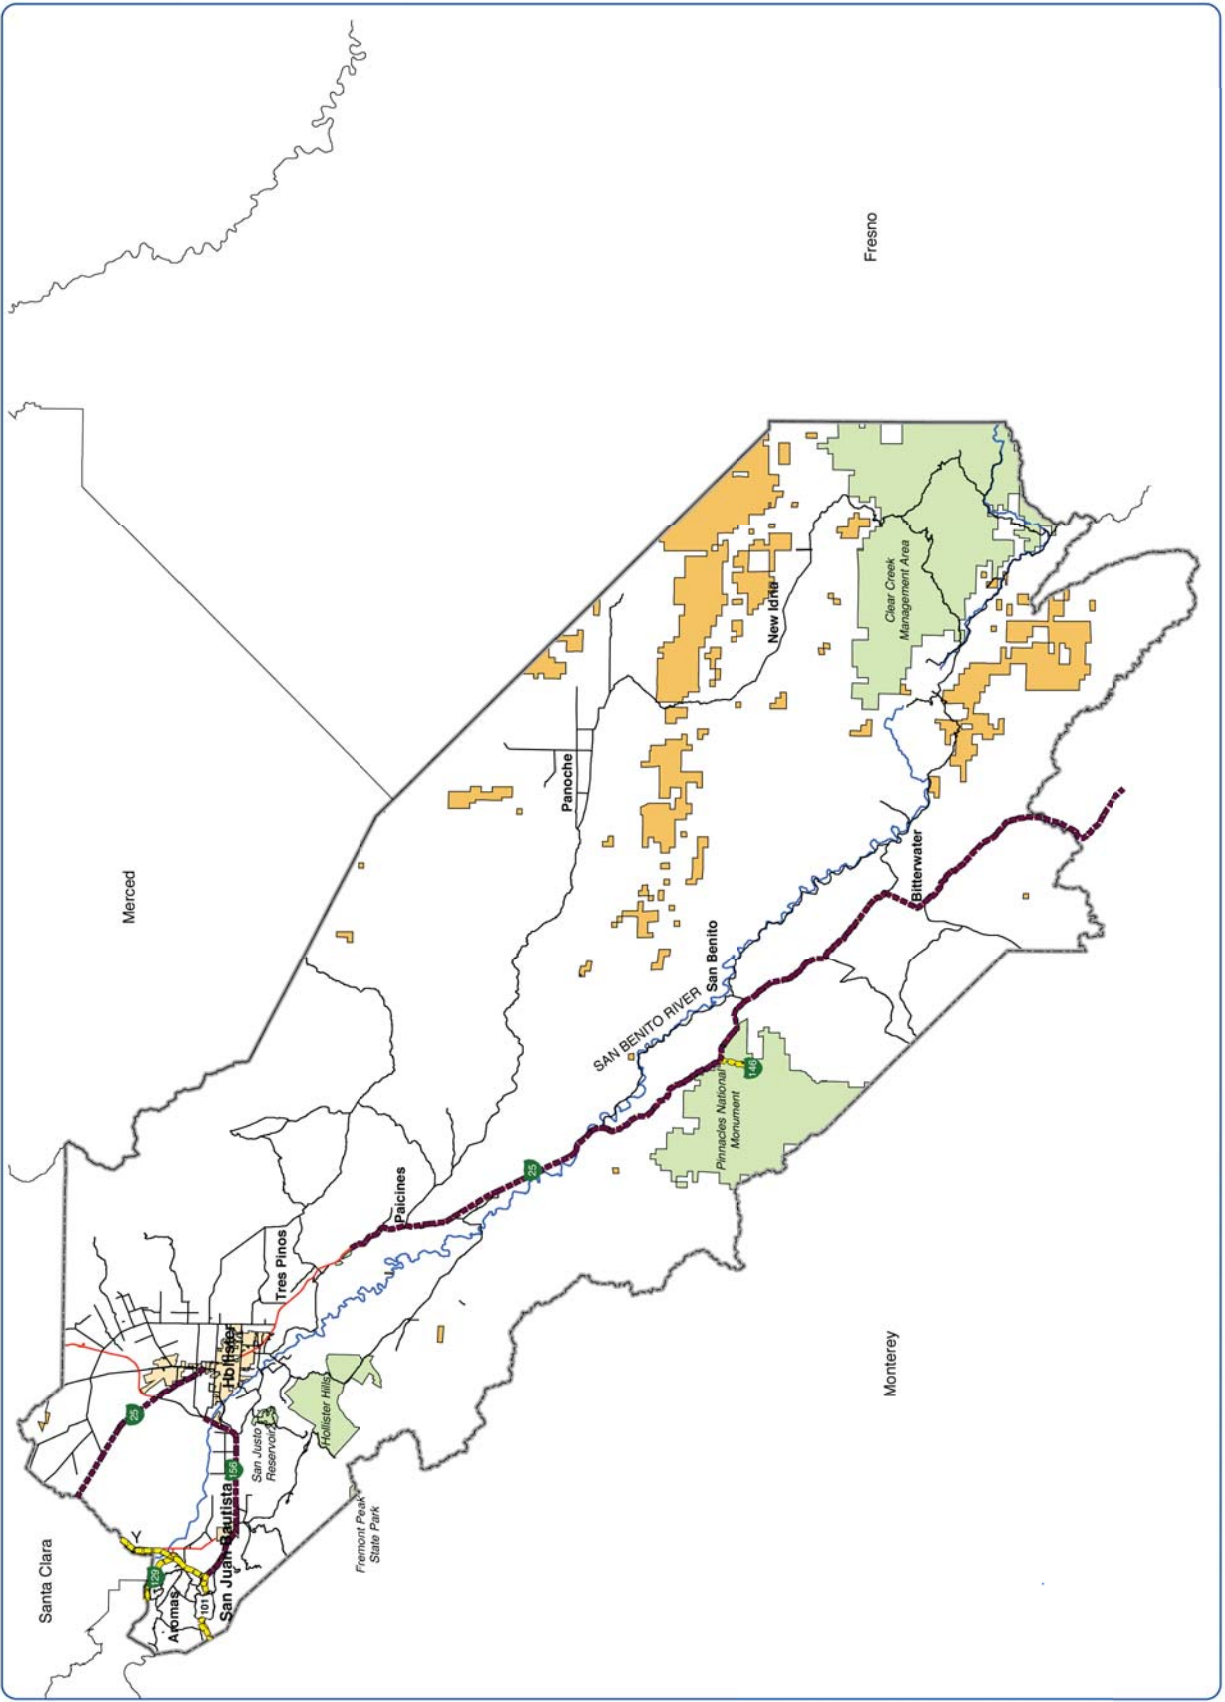 Santa Clara
Merced
Fresno
Monterey
Y
129
101
Aromas
San Juan Bautista
156
25
Hollister
San Justo
Reservoir
Hollister Hills
Fremont Peak
State Park
Tres Pinos
Paicines
25
SAN BENITO RIVER
Pinnacles National
Monument
146
San Benito
Bitterwater
Panoche
New Idria
Clear Creek
Management Area